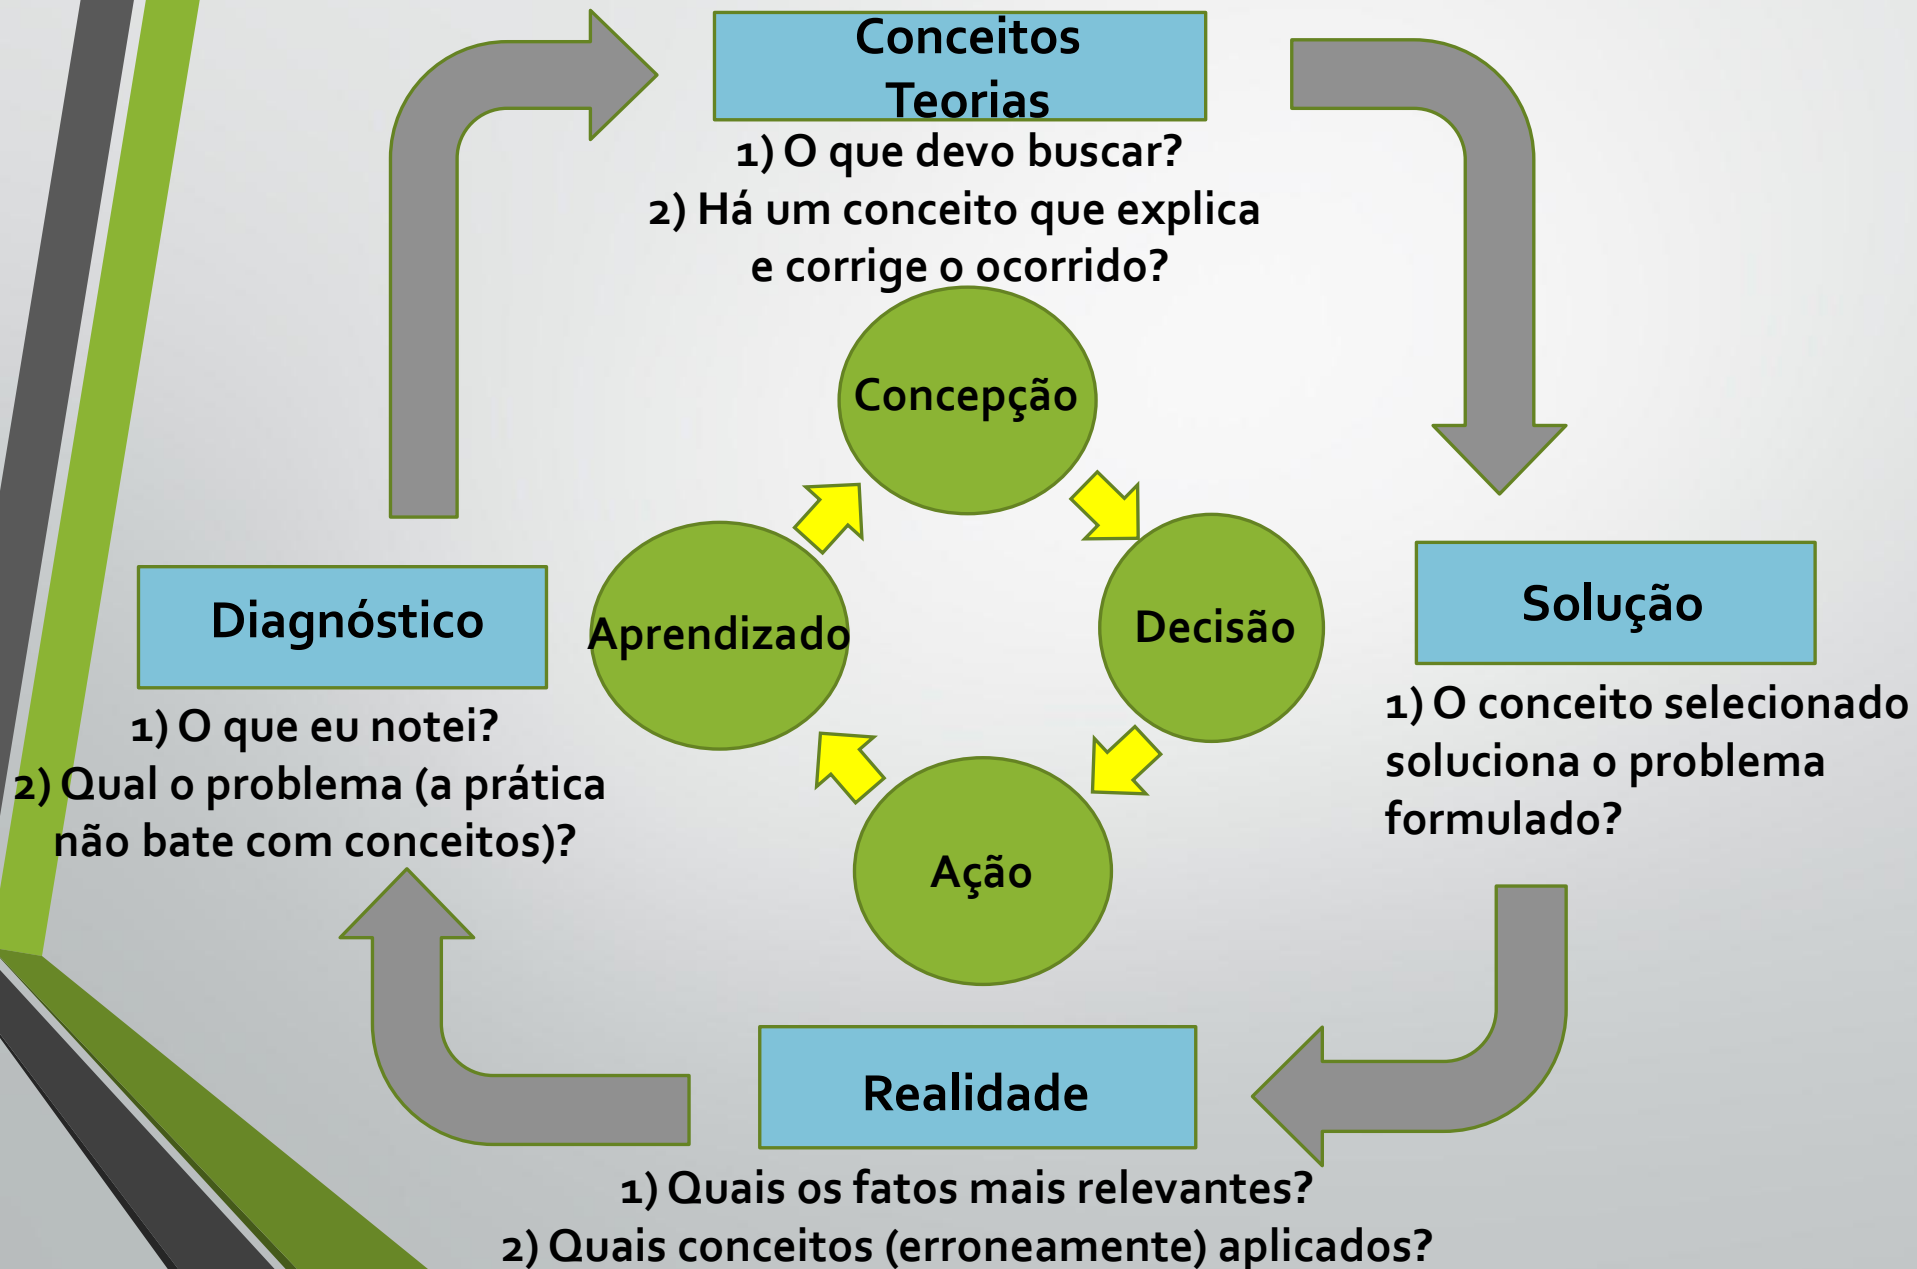 Conceitos
Teorias
1) O que devo buscar?
2) Há um conceito que explica
e corrige o ocorrido?
Concepção
Diagnóstico
Aprendizado
Decisão
Solução
1) O que eu notei?
2) Qual o problema (a prática
não bate com conceitos)?
1) O conceito selecionado
soluciona o problema
formulado?
Ação
Realidade
1) Quais os fatos mais relevantes?
2) Quais conceitos (erroneamente) aplicados?